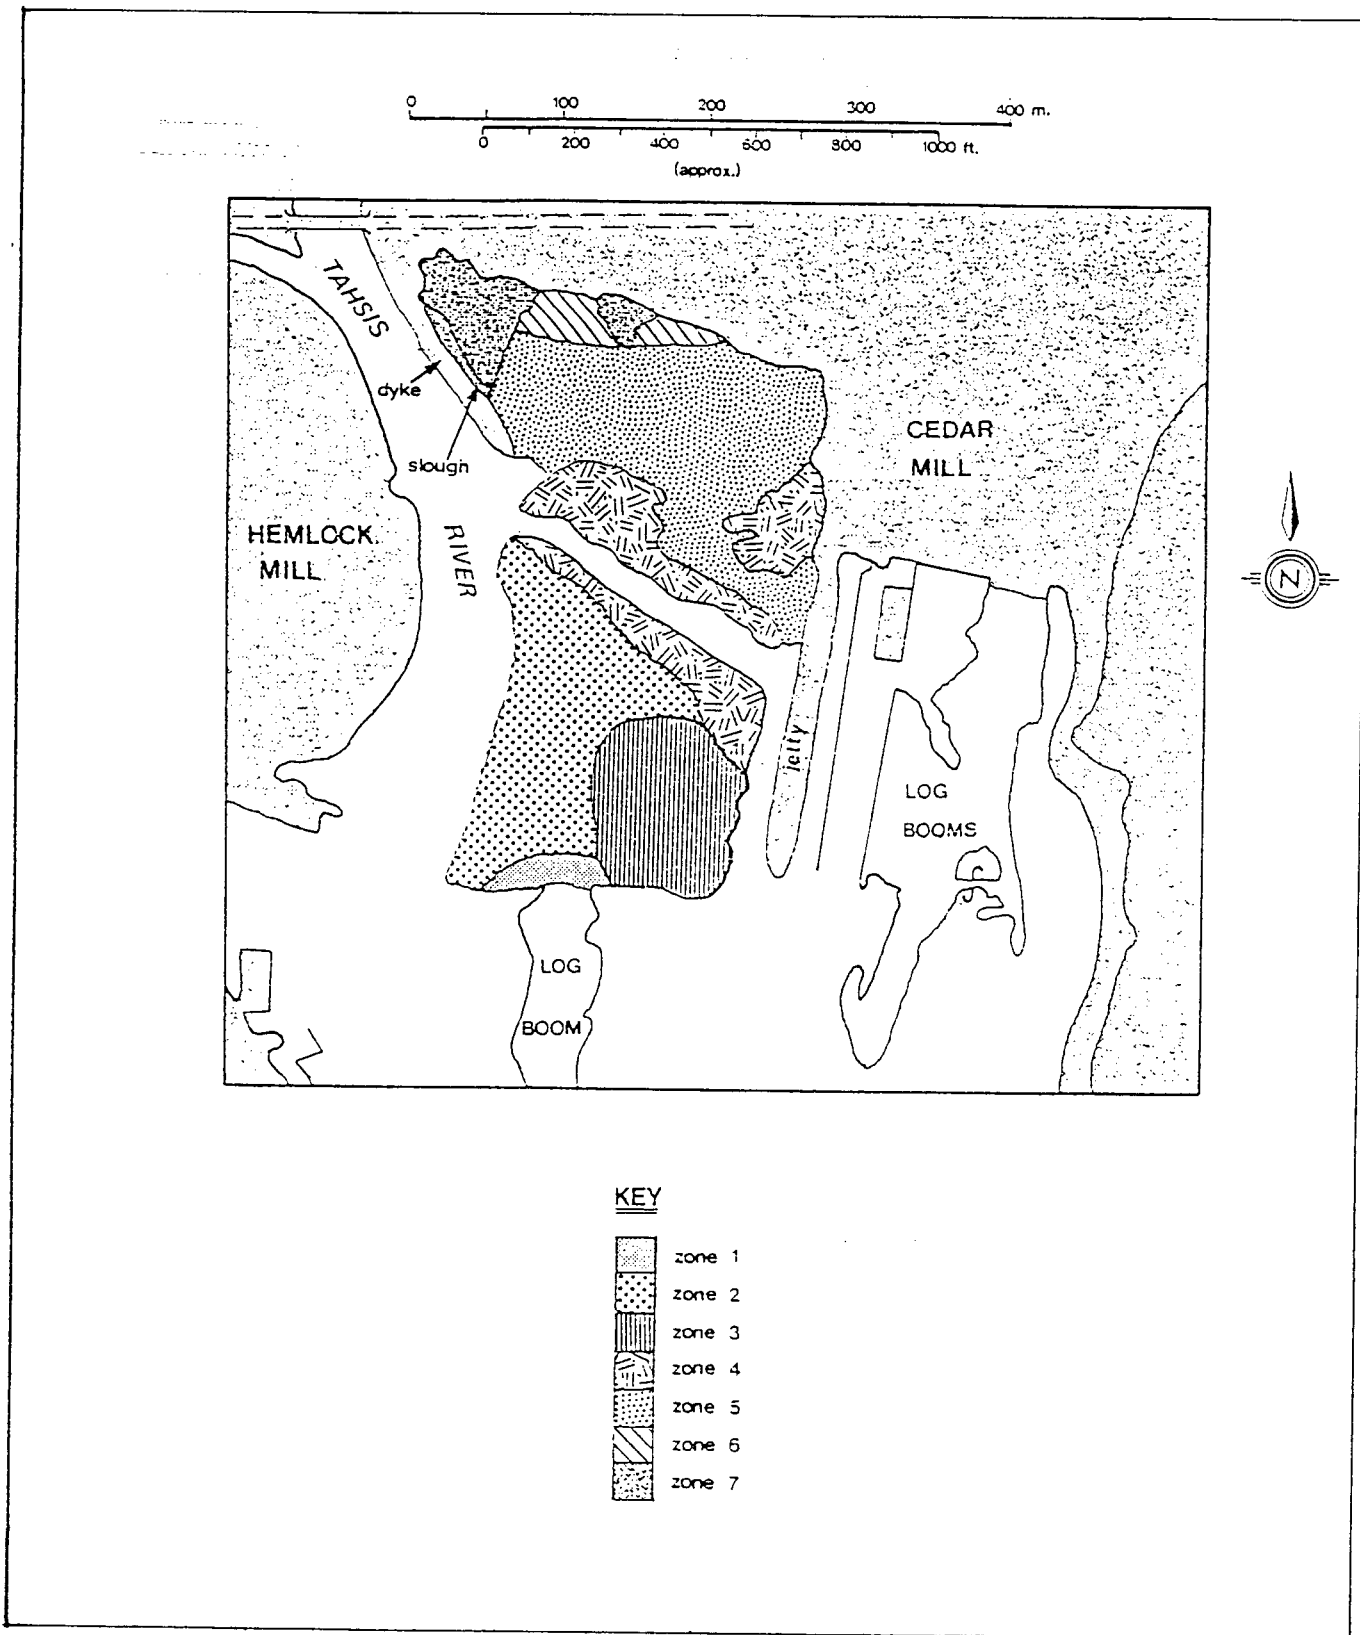 0 100 200 300 400 m.
0 200 400 600 800 1000 ft.
(approx.)
TAHSIS
RIVER
dyke
slough
HEMLOCK
MILL
CEDAR
MILL
N
jetty
LOG
BOOMS
LOG
BOOM
KEY
zone 1
zone 2
zone 3
zone 4
zone 5
zone 6
zone 7